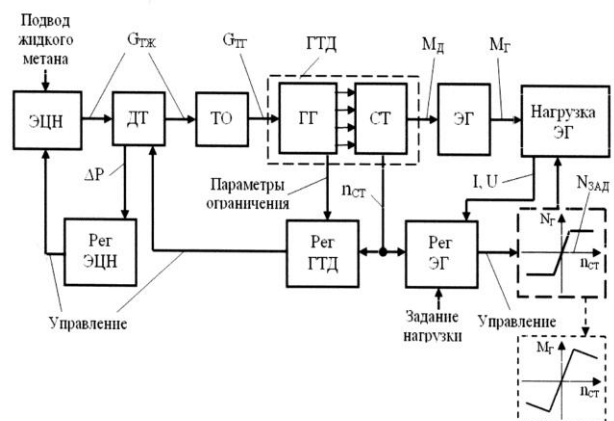 Подвод
жидкого
метана
GТЖ
GТГ
ГТД
МД
МГ
ЭЦН
ДТ
ТО
ГГ
СТ
ЭГ
Нагрузка
ЭГ
ΔР
Параметры
ограничения
nСТ
I, U
NЗАД
Рег
ЭЦН
Рег
ГТД
Рег
ЭГ
NГ
nСТ
Управление
Задание
нагрузки
Управление
МГ
nСТ